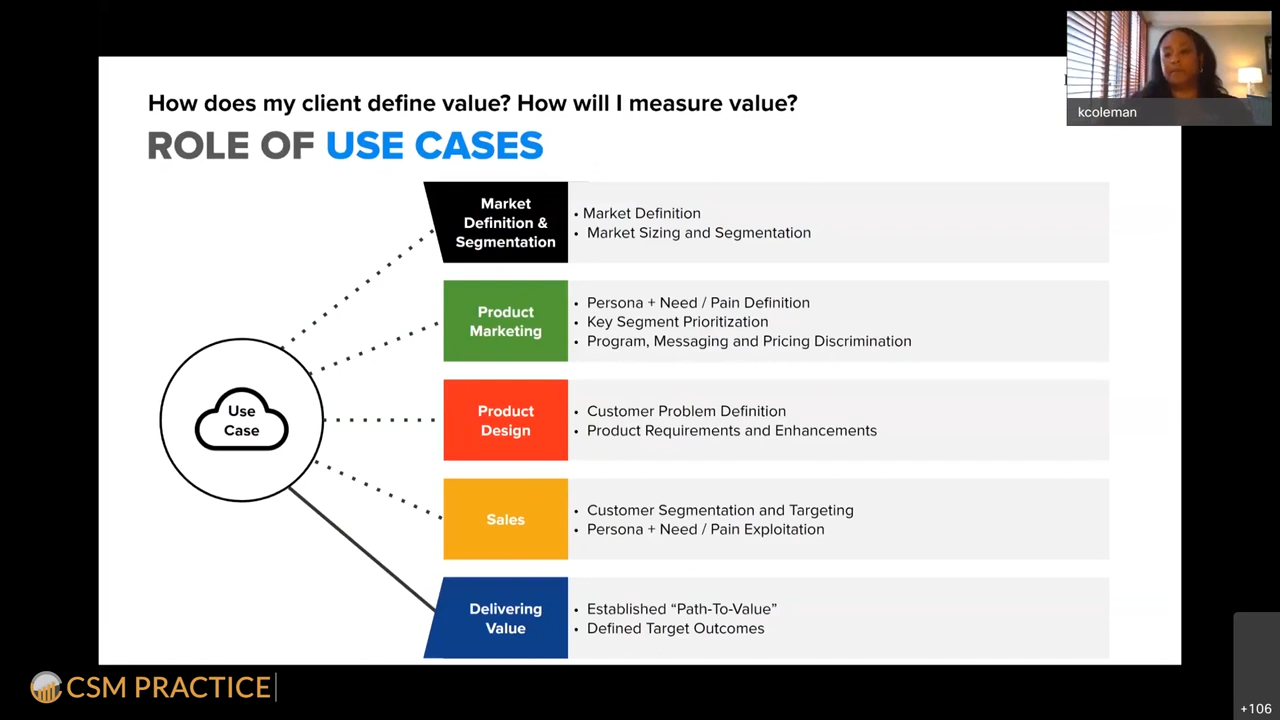 How does my client define value? How will I measure value?
ROLE OF USE CASES
kcoleman
Use
Case
Market
Definition &
Segmentation
• Market Definition
• Market Sizing and Segmentation
Product
Marketing
• Persona + Need / Pain Definition
• Key Segment Prioritization
• Program, Messaging and Pricing Discrimination
Product
Design
• Customer Problem Definition
• Product Requirements and Enhancements
Sales
• Customer Segmentation and Targeting
• Persona + Need / Pain Exploitation
Delivering
Value
• Established “Path-To-Value”
• Defined Target Outcomes
CSM PRACTICE
+106